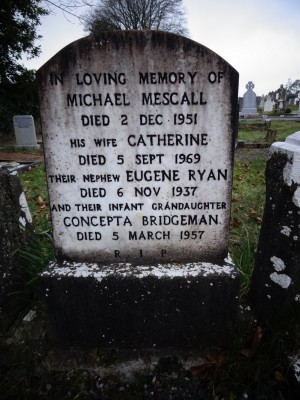 IN LOVING MEMORY OF
MICHAEL MESCALL
DIED 2 DEC 1951
HIS WIFE CATHERINE
DIED 5 SEPT 1969
THEIR NEPHEW EUGENE RYAN
DIED 6 NOV 1937
AND THEIR INFANT GRANDAUGHTER
CONCEPTA BRIDGEMAN
DIED 5 MARCH 1957
R I P